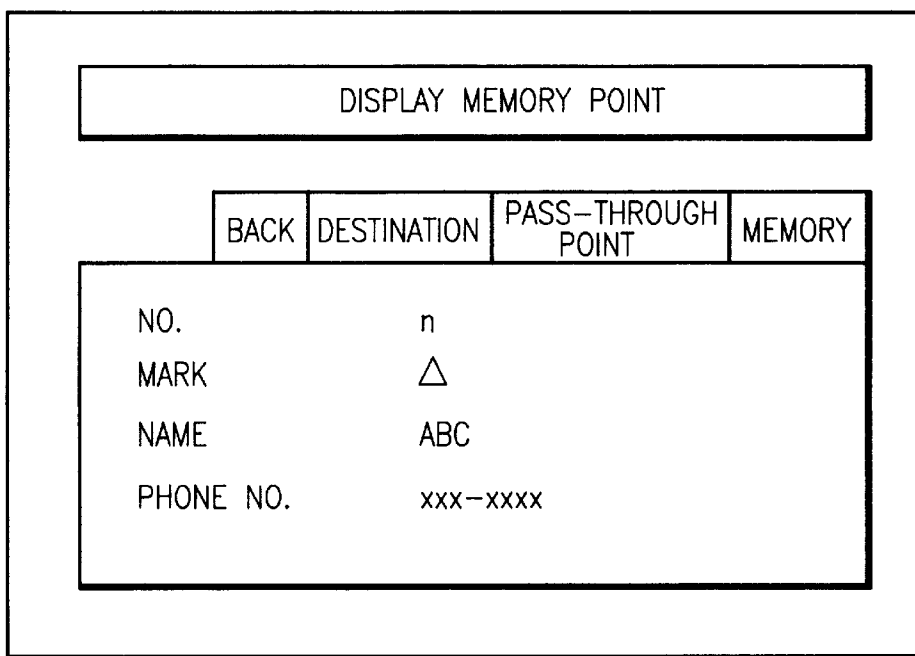 DISPLAY MEMORY POINT
BACK DESTINATION PASS-THROUGH POINT MEMORY
NO. n
MARK △
NAME ABC
PHONE NO. xxx-xxxx